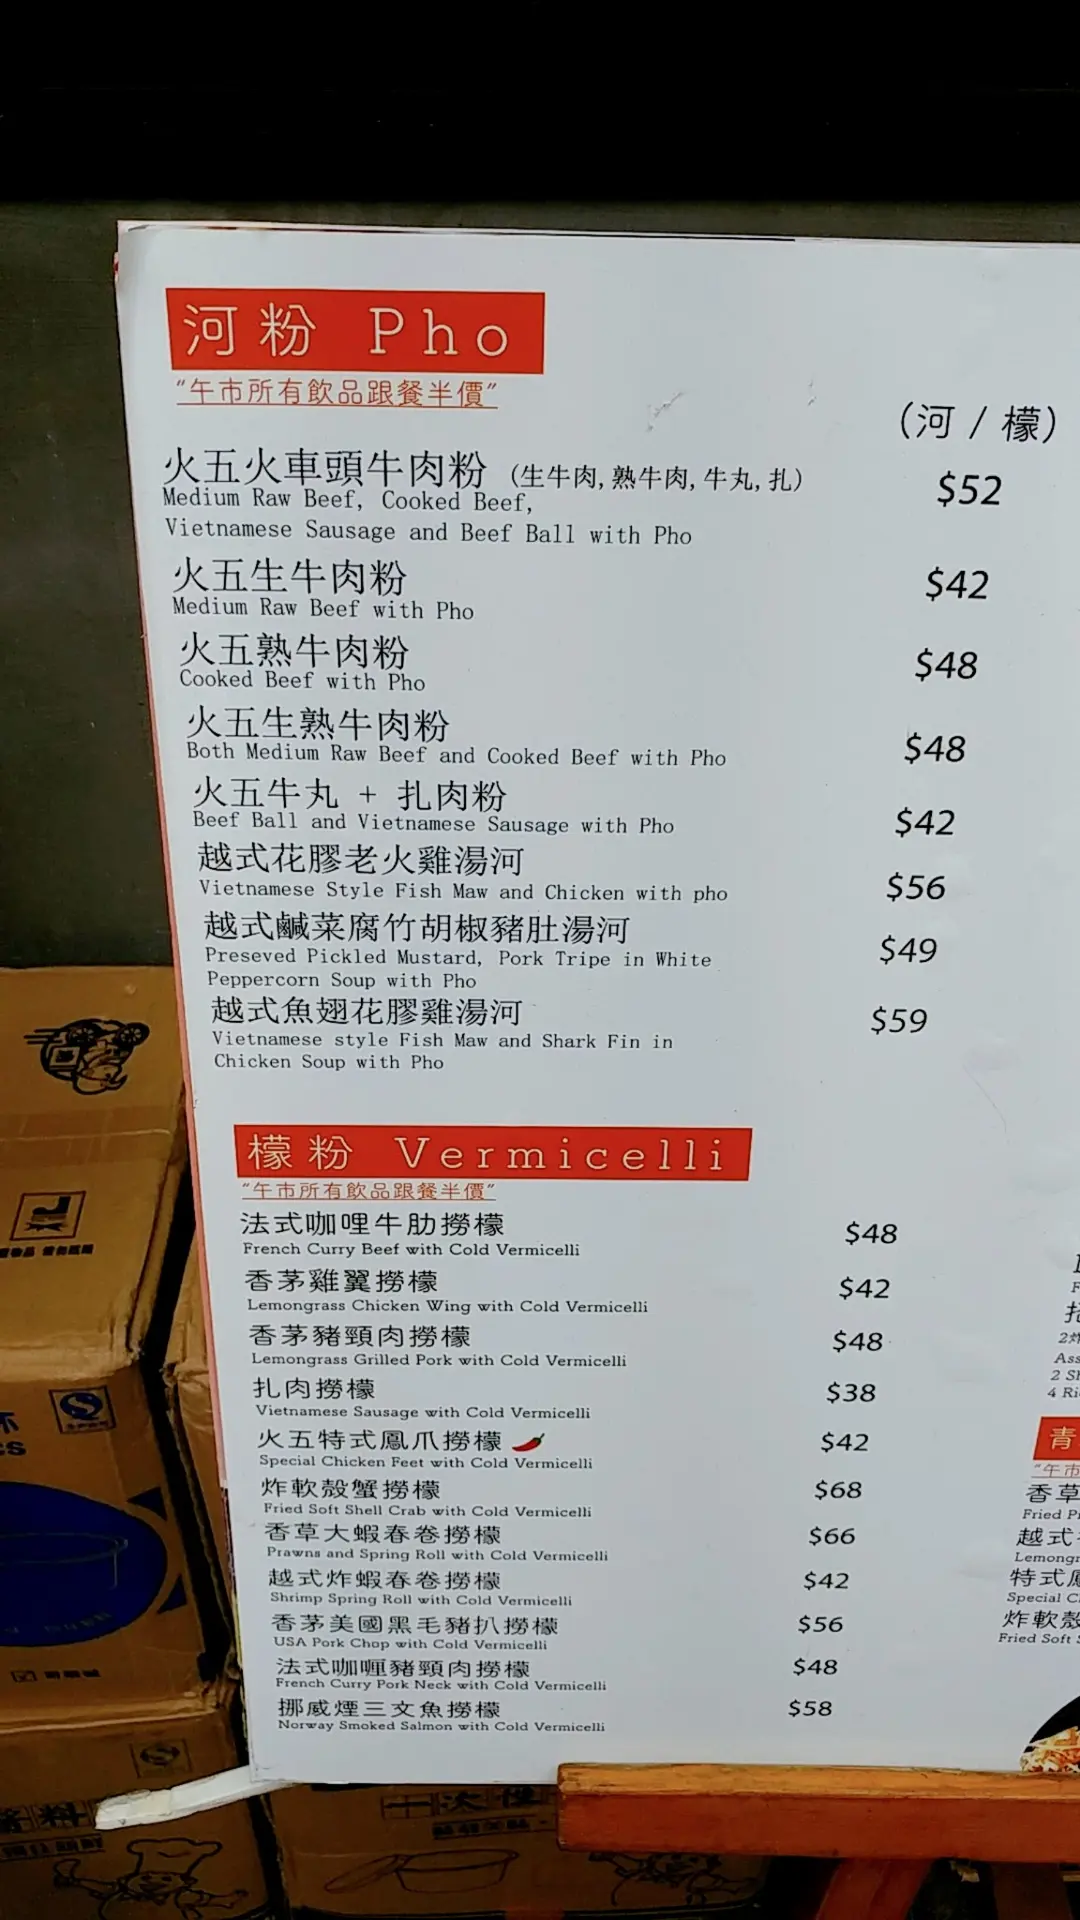 河粉 Pho
“午市所有飲品跟餐半價”
(河 / 檬)
火五火車頭牛肉粉 (生牛肉,熟牛肉,牛丸,扎) $52
Medium Raw Beef, Cooked Beef,
Vietnamese Sausage and Beef Ball with Pho
火五生牛肉粉 $42
Medium Raw Beef with Pho
火五熟牛肉粉 $48
Cooked Beef with Pho
火五生熟牛肉粉 $48
Both Medium Raw Beef and Cooked Beef with Pho
火五牛丸 + 扎肉粉 $42
Beef Ball and Vietnamese Sausage with Pho
越式花膠老火雞湯河 $56
Vietnamese Style Fish Maw and Chicken with pho
越式鹹菜腐竹胡椒豬肚湯河 $49
Preseved Pickled Mustard, Pork Tripe in White
Peppercorn Soup with Pho
越式魚翅花膠雞湯河 $59
Vietnamese style Fish Maw and Shark Fin in
Chicken Soup with Pho
檬粉 Vermicelli
“午市所有飲品跟餐半價”
法式咖哩牛肋撈檬 $48
French Curry Beef with Cold Vermicelli
香茅雞翼撈檬 $42
Lemongrass Chicken Wing with Cold Vermicelli
香茅豬頸肉撈檬 $48
Lemongrass Grilled Pork with Cold Vermicelli
扎肉撈檬 $38
Vietnamese Sausage with Cold Vermicelli
火五特式鳳爪撈檬 $42
Special Chicken Feet with Cold Vermicelli
炸軟殼蟹撈檬 $68
Fried Soft Shell Crab with Cold Vermicelli
香草大蝦春卷撈檬 $66
Prawns and Spring Roll with Cold Vermicelli
越式炸蝦春卷撈檬 $42
Shrimp Spring Roll with Cold Vermicelli
香茅美國黑毛豬扒撈檬 $56
USA Pork Chop with Cold Vermicelli
法式咖喱豬頸肉撈檬 $48
French Curry Pork Neck with Cold Vermicelli
挪威煙三文魚撈檬 $58
Norway Smoked Salmon with Cold Vermicelli
青
“午市
香草
Fried P
越式
Lemongr
特式
Special C
炸軟殼
Fried Soft S